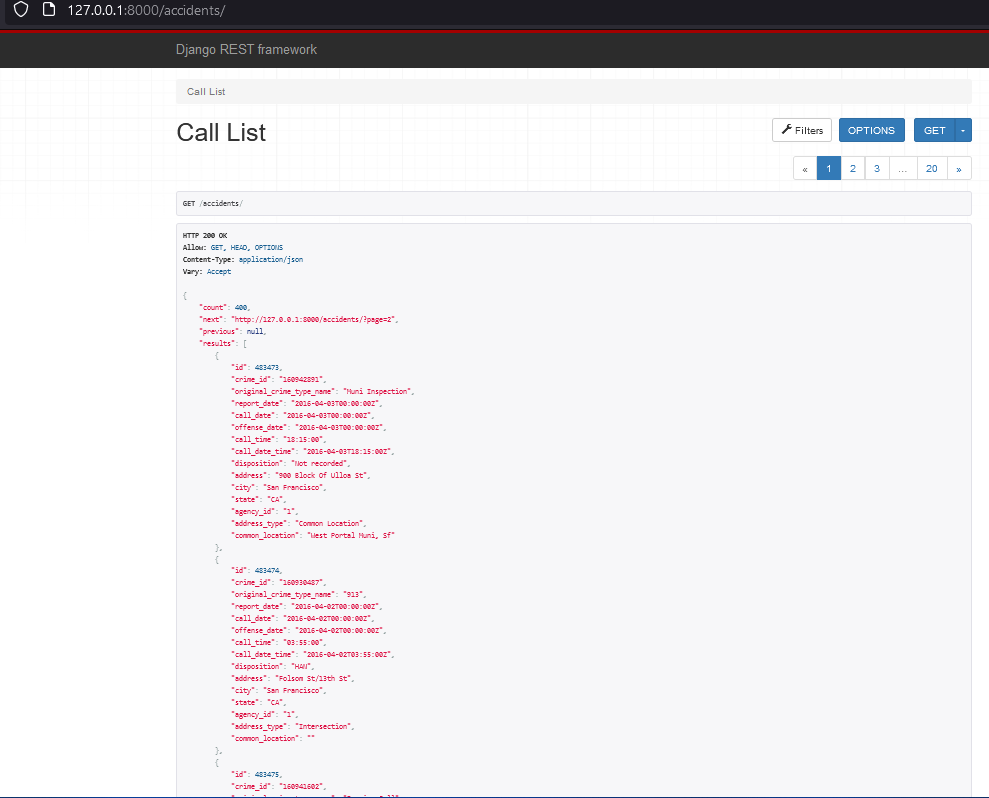 127.0.0.1:8000/accidents/
Django REST framework
Call List
Call List
Filters
OPTIONS
GET
« 1 2 3 … 20 »
GET /accidents/
HTTP 200 OK
Allow: GET, HEAD, OPTIONS
Content-Type: application/json
Vary: Accept
{
"count": 400,
"next": "http://127.0.0.1:8000/accidents/?page=2",
"previous": null,
"results": [
{
"id": 483473,
"crime_id": "160942891",
"original_crime_type_name": "Muni Inspection",
"report_date": "2016-04-03T00:00:00Z",
"call_date": "2016-04-03T00:00:00Z",
"offense_date": "2016-04-03T00:00:00Z",
"call_time": "18:15:00",
"call_date_time": "2016-04-03T18:15:00Z",
"disposition": "Not recorded",
"address": "900 Block Of Ulloa St",
"city": "San Francisco",
"state": "CA",
"agency_id": "1",
"address_type": "Common Location",
"common_location": "West Portal Muni, Sf"
},
{
"id": 483474,
"crime_id": "160930487",
"original_crime_type_name": "913",
"report_date": "2016-04-02T00:00:00Z",
"call_date": "2016-04-02T00:00:00Z",
"offense_date": "2016-04-02T00:00:00Z",
"call_time": "03:55:00",
"call_date_time": "2016-04-02T03:55:00Z",
"disposition": "HAN",
"address": "Folsom St/13th St",
"city": "San Francisco",
"state": "CA",
"agency_id": "1",
"address_type": "Intersection",
"common_location": ""
},
{
"id": 483475,
"crime_id": "160941602",